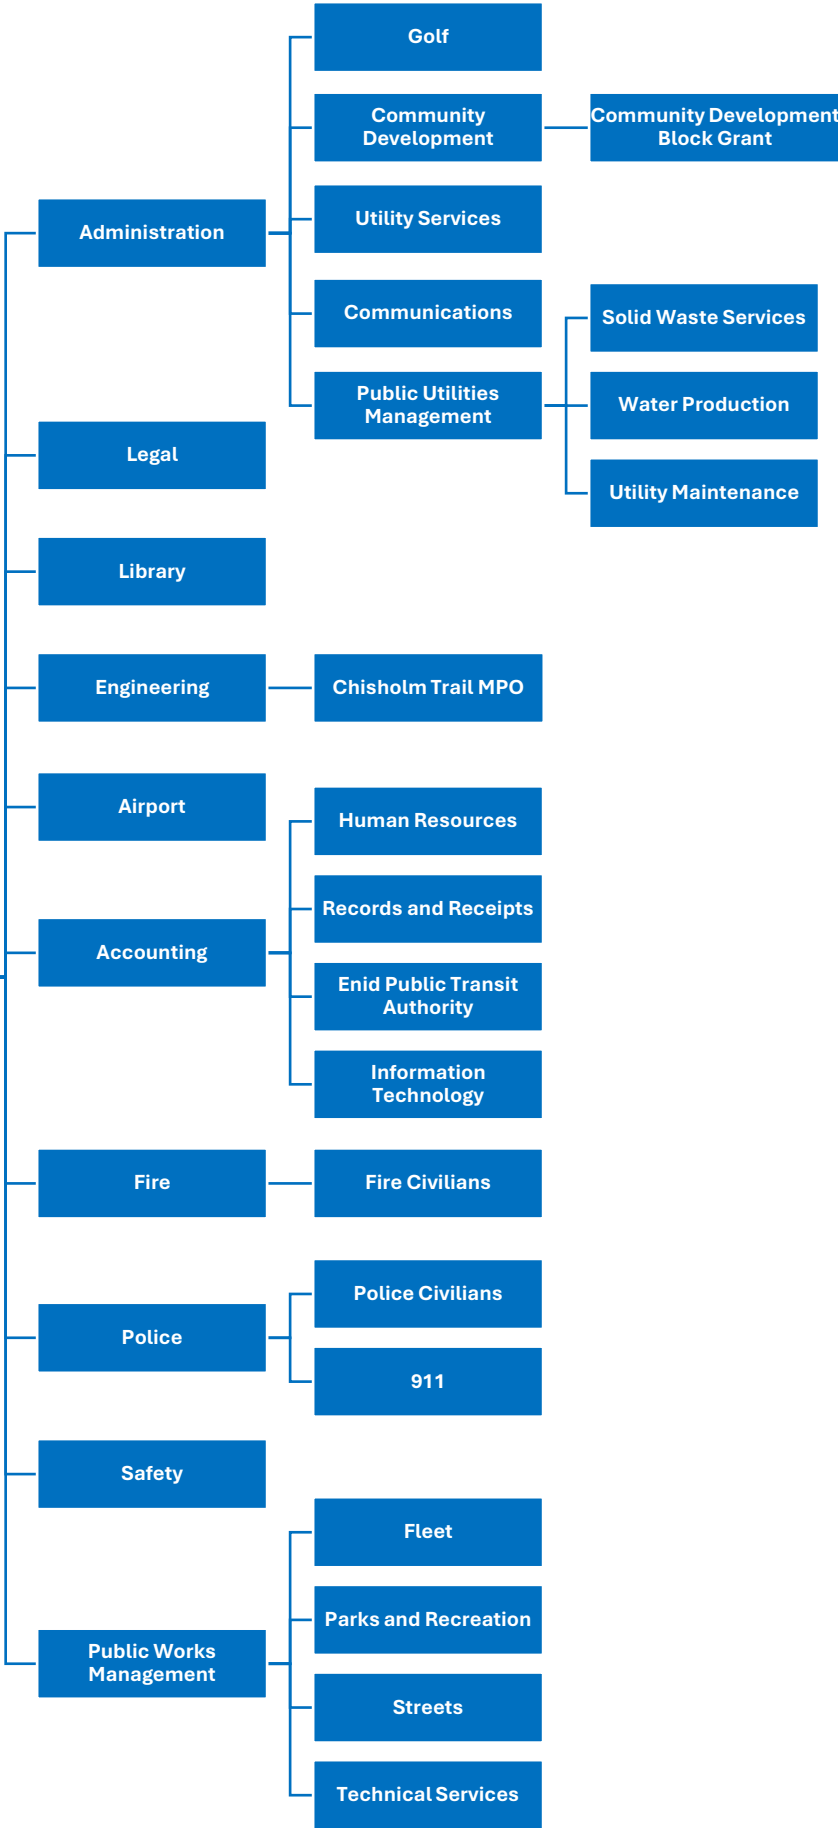 Golf
Community
Development
Community Development
Block Grant
Administration
Utility Services
Communications
Solid Waste Services
Public Utilities
Management
Water Production
Utility Maintenance
Legal
Library
Engineering
Chisholm Trail MPO
Airport
Human Resources
Records and Receipts
Accounting
Enid Public Transit
Authority
Information
Technology
Fire
Fire Civilians
Police Civilians
Police
911
Safety
Fleet
Parks and Recreation
Public Works
Management
Streets
Technical Services